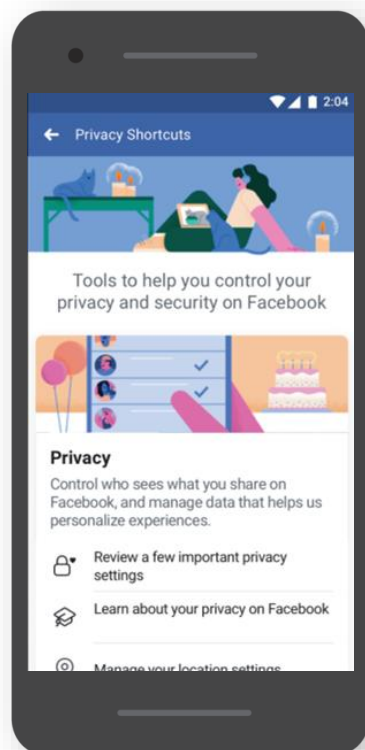 2:04
Privacy Shortcuts
Tools to help you control your
privacy and security on Facebook
Privacy
Control who sees what you share on
Facebook, and manage data that helps us
personalize experiences.
Review a few important privacy
settings
Learn about your privacy on Facebook
Manage your location settings